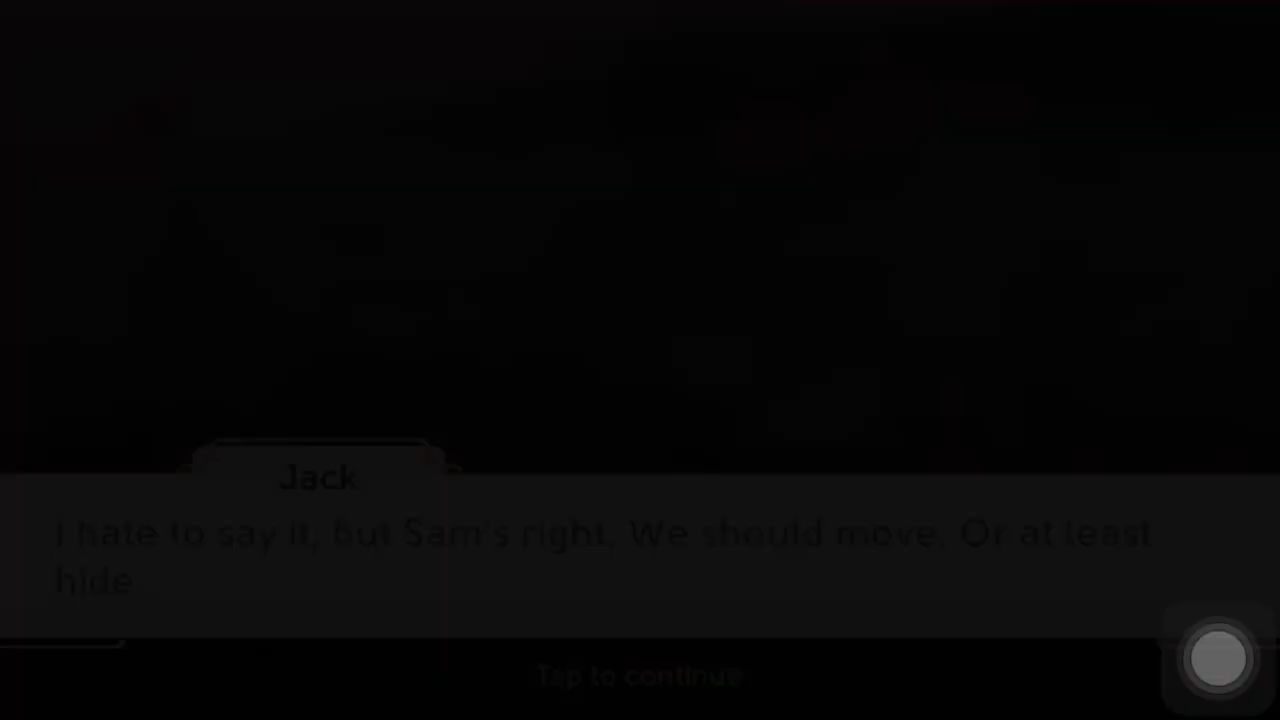 Jack
I hate to say it, but Sam's right. We should move. Or at least
hide.
Tap to continue